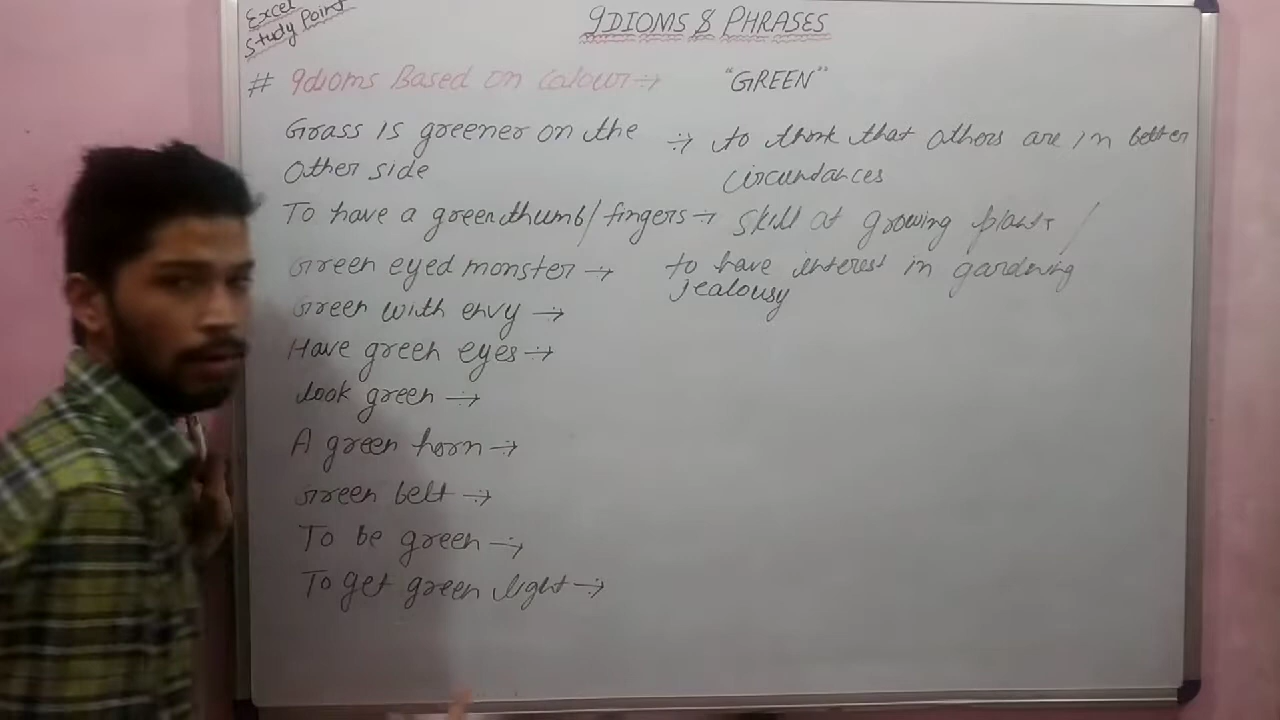 Excel
Study Point
IDIOMS & PHRASES
# Idioms Based on Colour :→ "GREEN"
Grass is greener on the :→ to think that others are in better
other side circumdances
To have a green thumb/fingers → skill at growing plants /
Green eyed monster :→ to have interest in gardening
jealousy
Green with envy :→
Have green eyes :→
Look green :→
A green horn :→
Green belt :→
To be green :→
To get green light :→